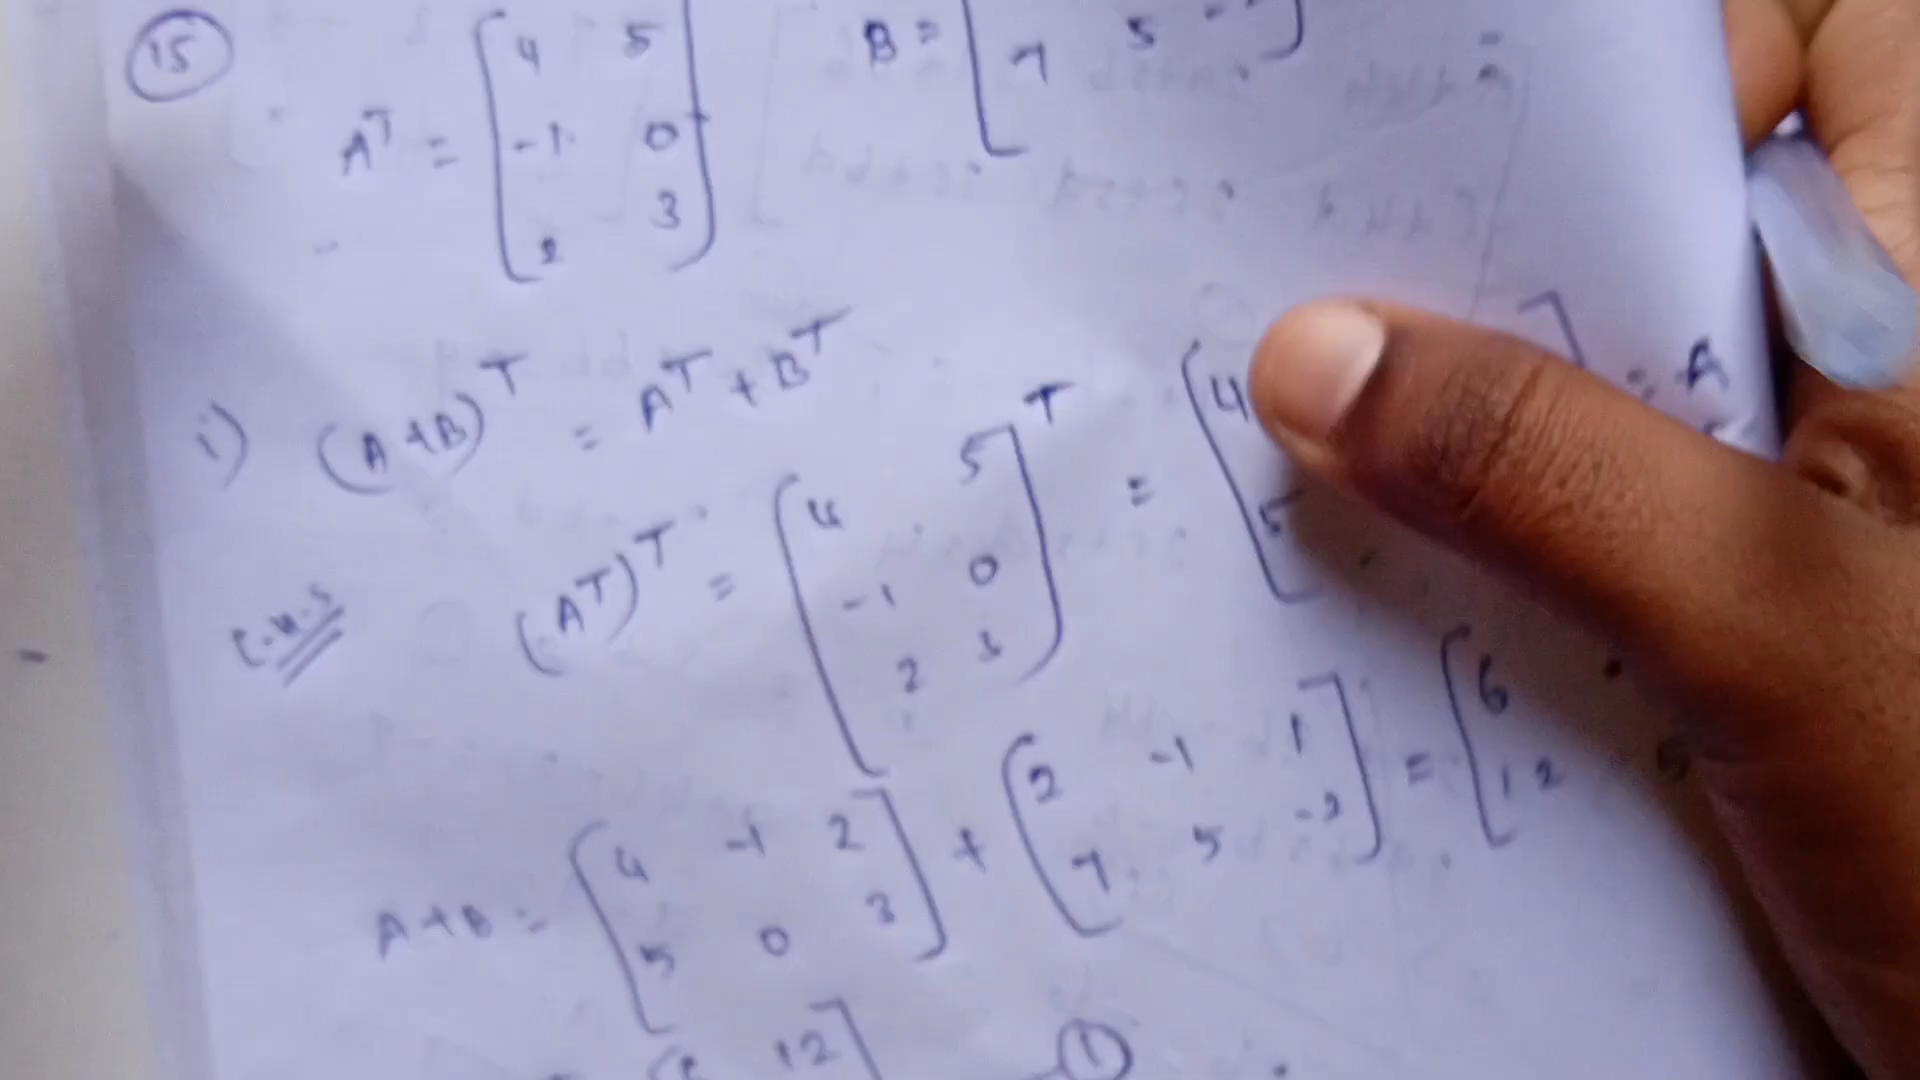 15
A^T = [4 5
-1 0
2 3]
B = [
7 5 -
i) (A+B)^T = A^T + B^T
L.H.S (A^T)^T = [4 5
-1 0
2 3]^T = [4
5 ] = A
A+B = [4 -1 2
5 0 3] + [2 -1 1
7 5 -2] = [6
12 5
12] 1